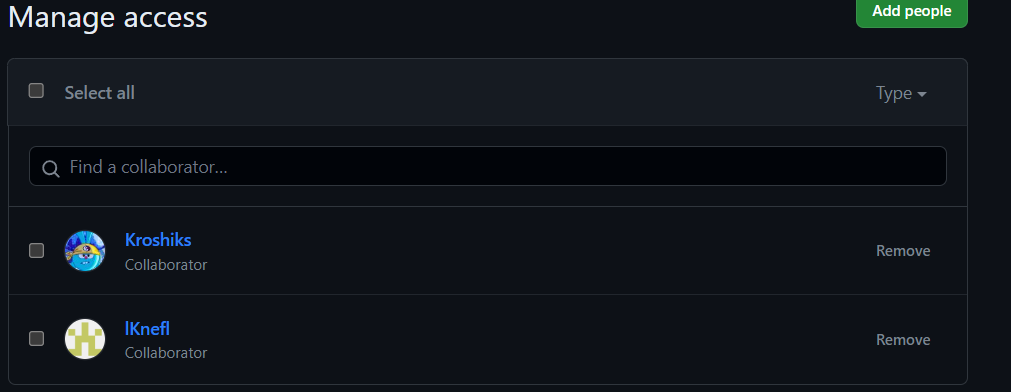 Manage access
Add people
Select all
Type
Find a collaborator...
Kroshiks
Collaborator
Remove
lKnefl
Collaborator
Remove